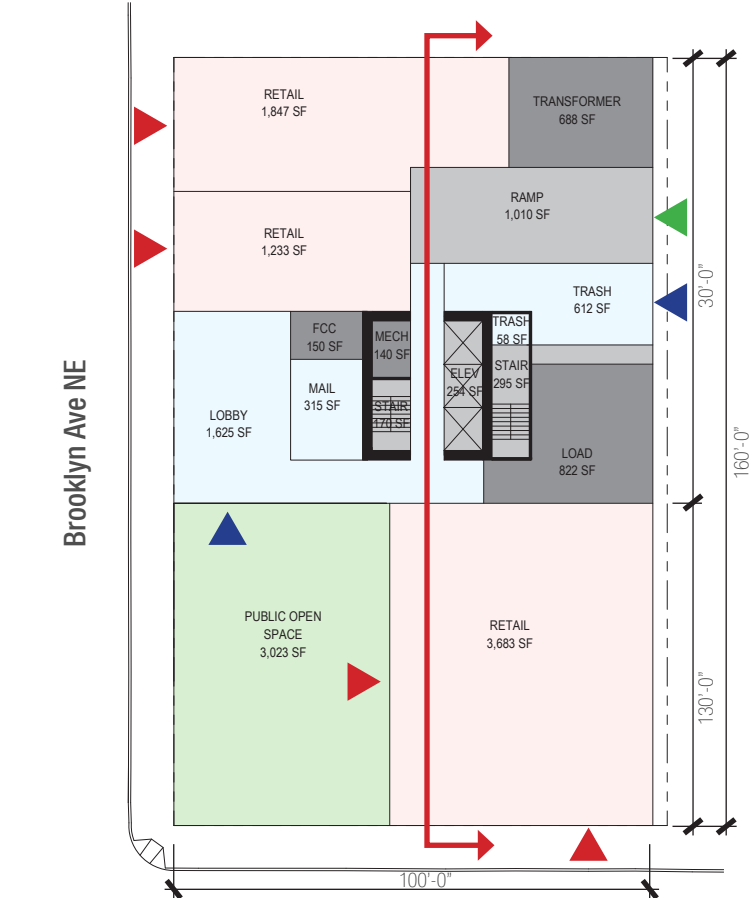 RETAIL
1,847 SF
TRANSFORMER
688 SF
RAMP
1,010 SF
RETAIL
1,233 SF
30'-0"
TRASH
612 SF
FCC
150 SF
MECH
140 SF
TRASH
58 SF
STAIR
295 SF
ELEV
254 SF
MAIL
315 SF
STAIR
170 SF
LOBBY
1,625 SF
LOAD
822 SF
Brooklyn Ave NE
160'-0"
PUBLIC OPEN
SPACE
3,023 SF
RETAIL
3,683 SF
130'-0"
100'-0"